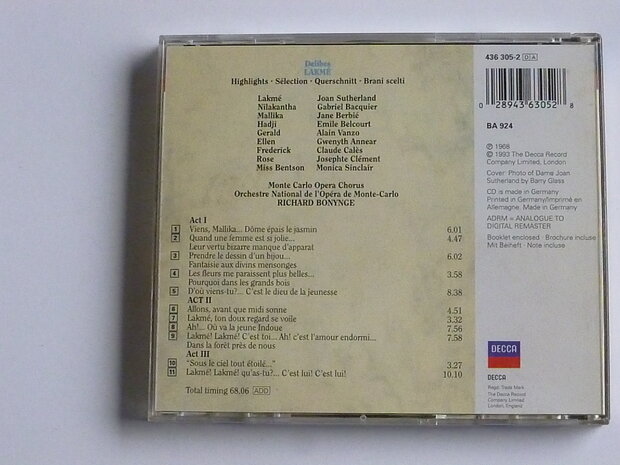 Delibes
LAKMÉ
Highlights · Sélection · Querschnitt · Brani scelti
Lakmé Joan Sutherland
Nilakantha Gabriel Bacquier
Mallika Jane Berbié
Hadji Emile Belcourt
Gerald Alain Vanzo
Ellen Gwenyth Annear
Frederick Claude Calès
Rose Josephte Clément
Miss Bentson Monica Sinclair
Monte Carlo Opera Chorus
Orchestre National de l'Opéra de Monte-Carlo
RICHARD BONYNGE
Act I
1 Viens, Mallika... Dôme épais le jasmin 6.01
2 Quand une femme est si jolie... 4.47
Leur vertu bizarre manque d'apparat
3 Prendre le dessin d'un bijou... 6.02
Fantaisie aux divins mensonges
4 Les fleurs me paraissent plus belles... 3.58
Pourquoi dans les grands bois
5 D'où viens-tu?... C'est le dieu de la jeunesse 8.38
ACT II
6 Allons, avant que midi sonne 4.51
7 Lakmé, ton doux regard se voile 3.32
8 Ah!... Où va la jeune Indoue 7.56
9 Lakmé! Lakmé! C'est toi... Ah! c'est l'amour endormi... 7.58
Dans la forêt près de nous
Act III
10 "Sous le ciel tout étoilé..." 3.27
11 Lakmé! Lakmé! qu'as-tu?... C'est lui! C'est lui! 10.10
Total timing 68.06 ADD
436 305-2 DA
0 28943 63052 8
BA 924
℗ 1968
© 1993 The Decca Record
Company Limited, London
Cover: Photo of Dame Joan
Sutherland by Barry Glass
CD is made in Germany
Printed in Germany/Imprimé en
Allemagne. Made in Germany
ADRM = ANALOGUE TO
DIGITAL REMASTER
Booklet enclosed · Brochure incluse
Mit Beiheft · Note incluse
DECCA
DECCA
Regd. Trade Mark
The Decca Record
Company Limited
London, England